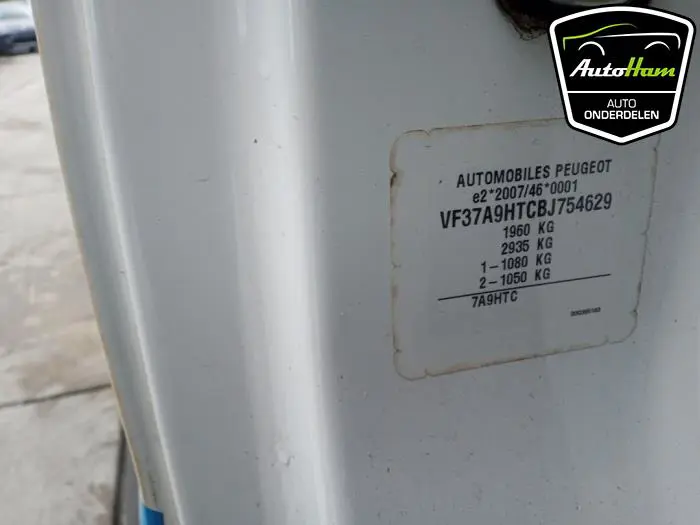 AutoHam
AUTO
ONDERDELEN
AUTOMOBILES PEUGEOT
e2*2007/46*0001
VF37A9HTCBJ754629
1960 KG
2935 KG
1-1080 KG
2-1050 KG
7A9HTC